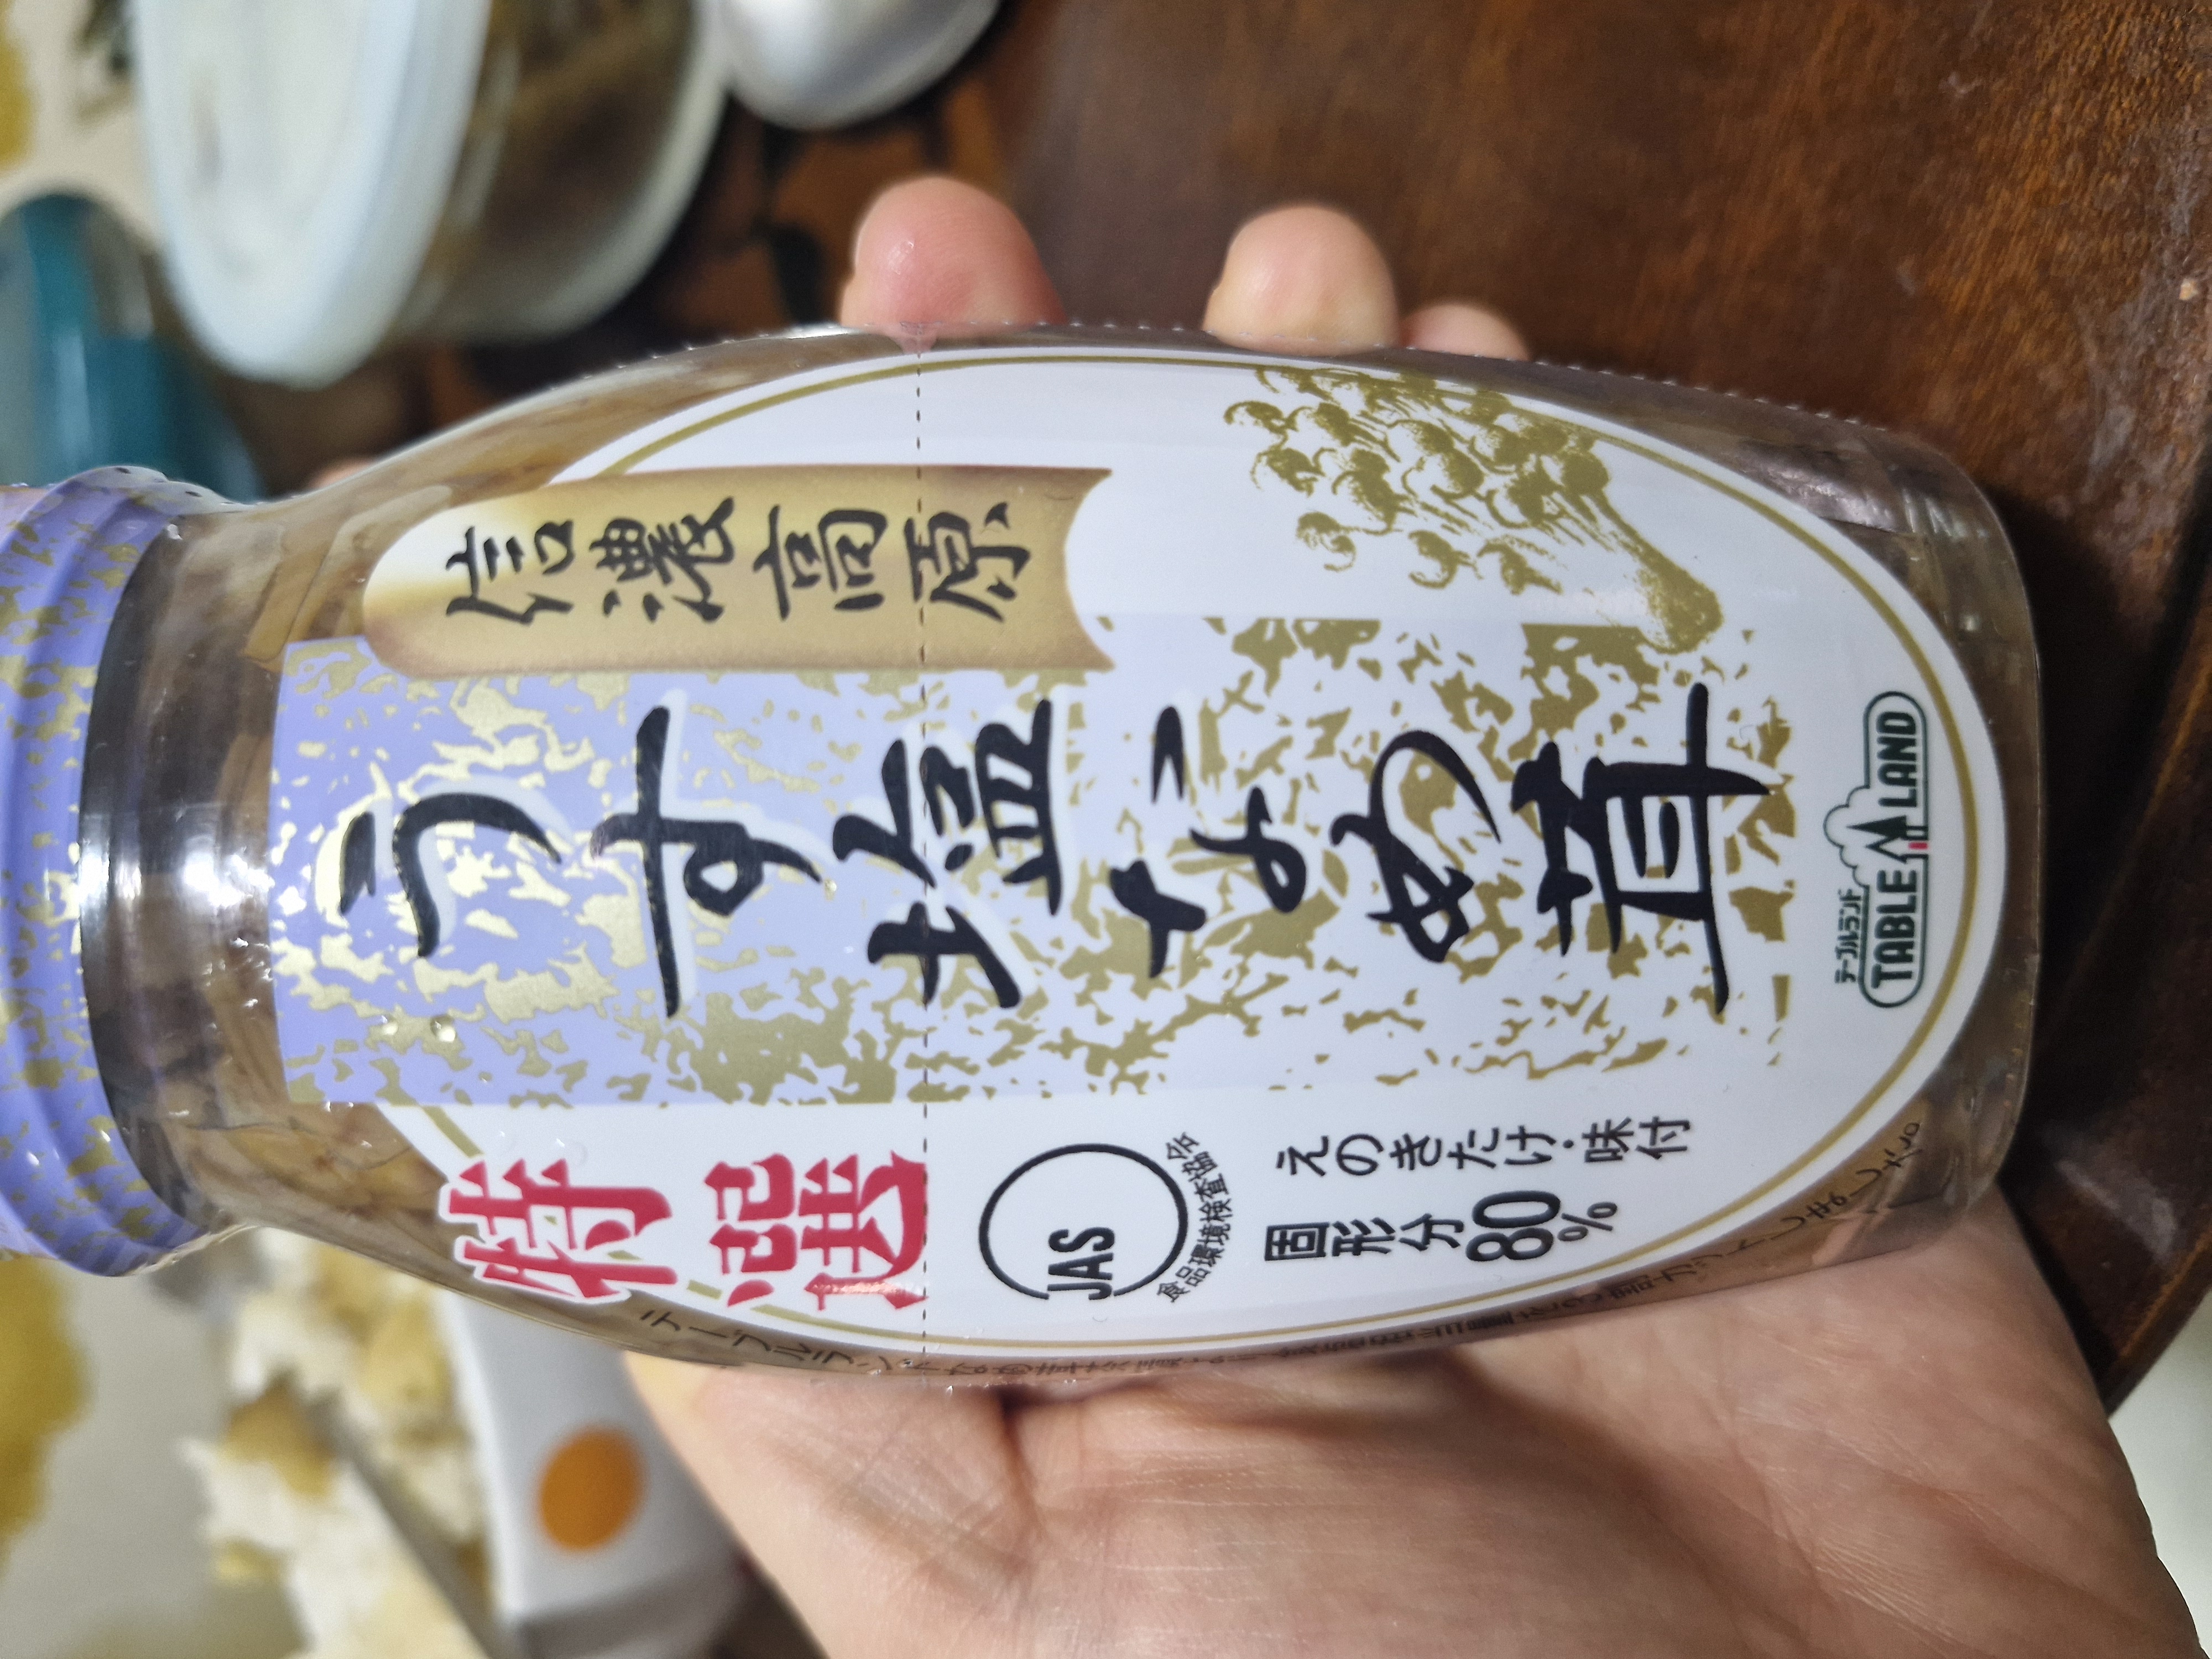 信濃高原
うす塩なめ茸
特選
JAS
食品環境検査協会
えのきたけ・味付
固形分80%
テーブルランド
TABLE LAND